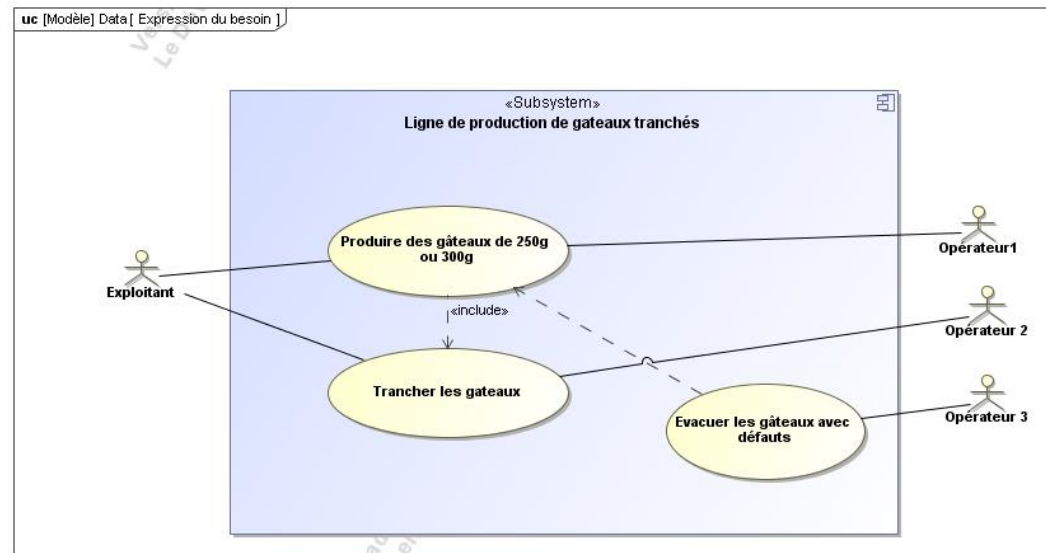 uc [Modèle] Data [ Expression du besoin ]
«Subsystem»
Ligne de production de gateaux tranchés
Produire des gâteaux de 250g
ou 300g
Opérateur1
Exploitant
«include»
Opérateur 2
Trancher les gateaux
Evacuer les gâteaux avec
défauts
Opérateur 3